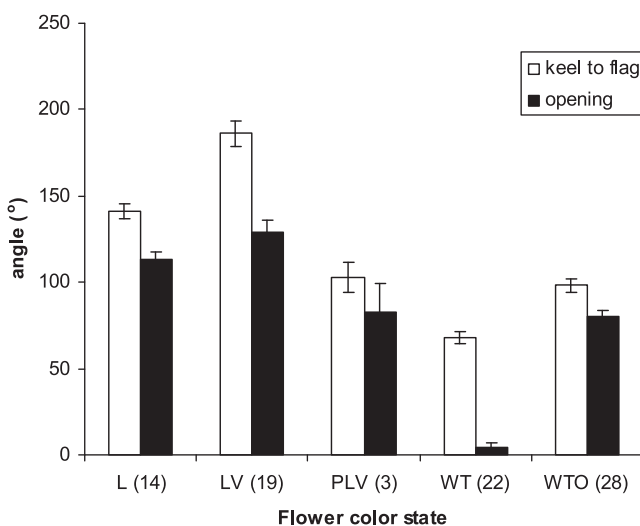 250
200
150
100
50
0
angle (°)
keel to flag
opening
L (14) LV (19) PLV (3) WT (22) WTO (28)
Flower color state